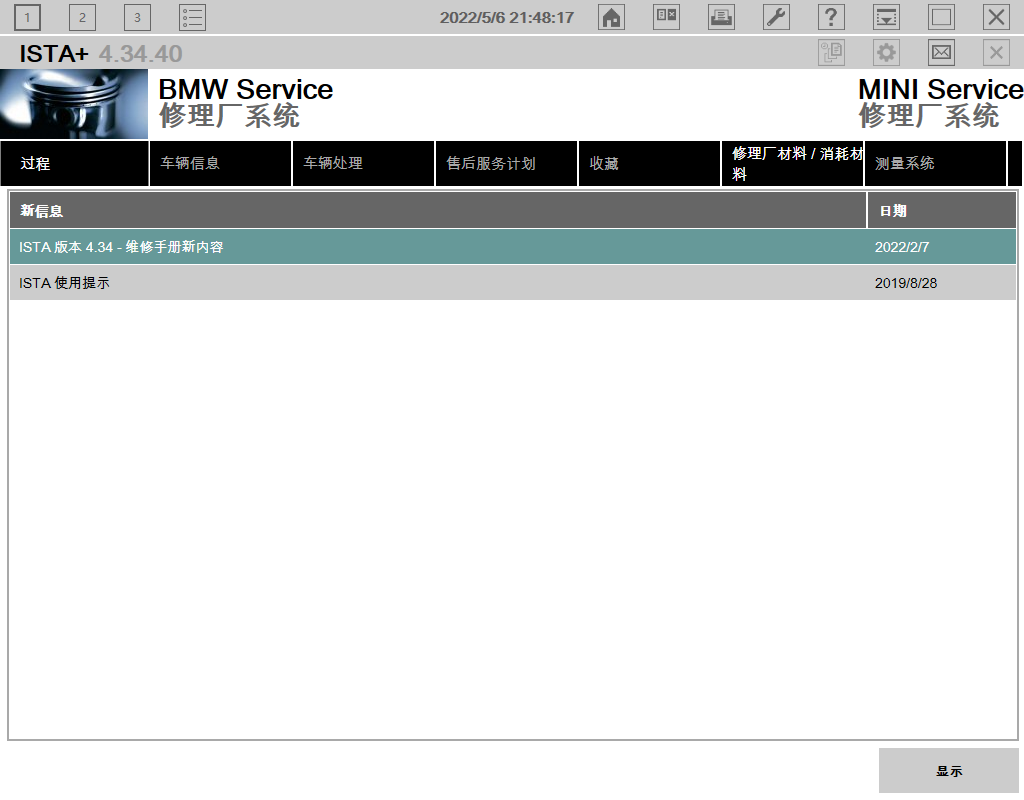 1 2 3 2022/5/6 21:48:17 ?
ISTA+ 4.34.40
BMW Service MINI Service
修理厂系统 修理厂系统
过程 车辆信息 车辆处理 售后服务计划 收藏 修理厂材料 / 消耗材 测量系统
料
新信息 日期
ISTA 版本 4.34 - 维修手册新内容 2022/2/7
ISTA 使用提示 2019/8/28
显示